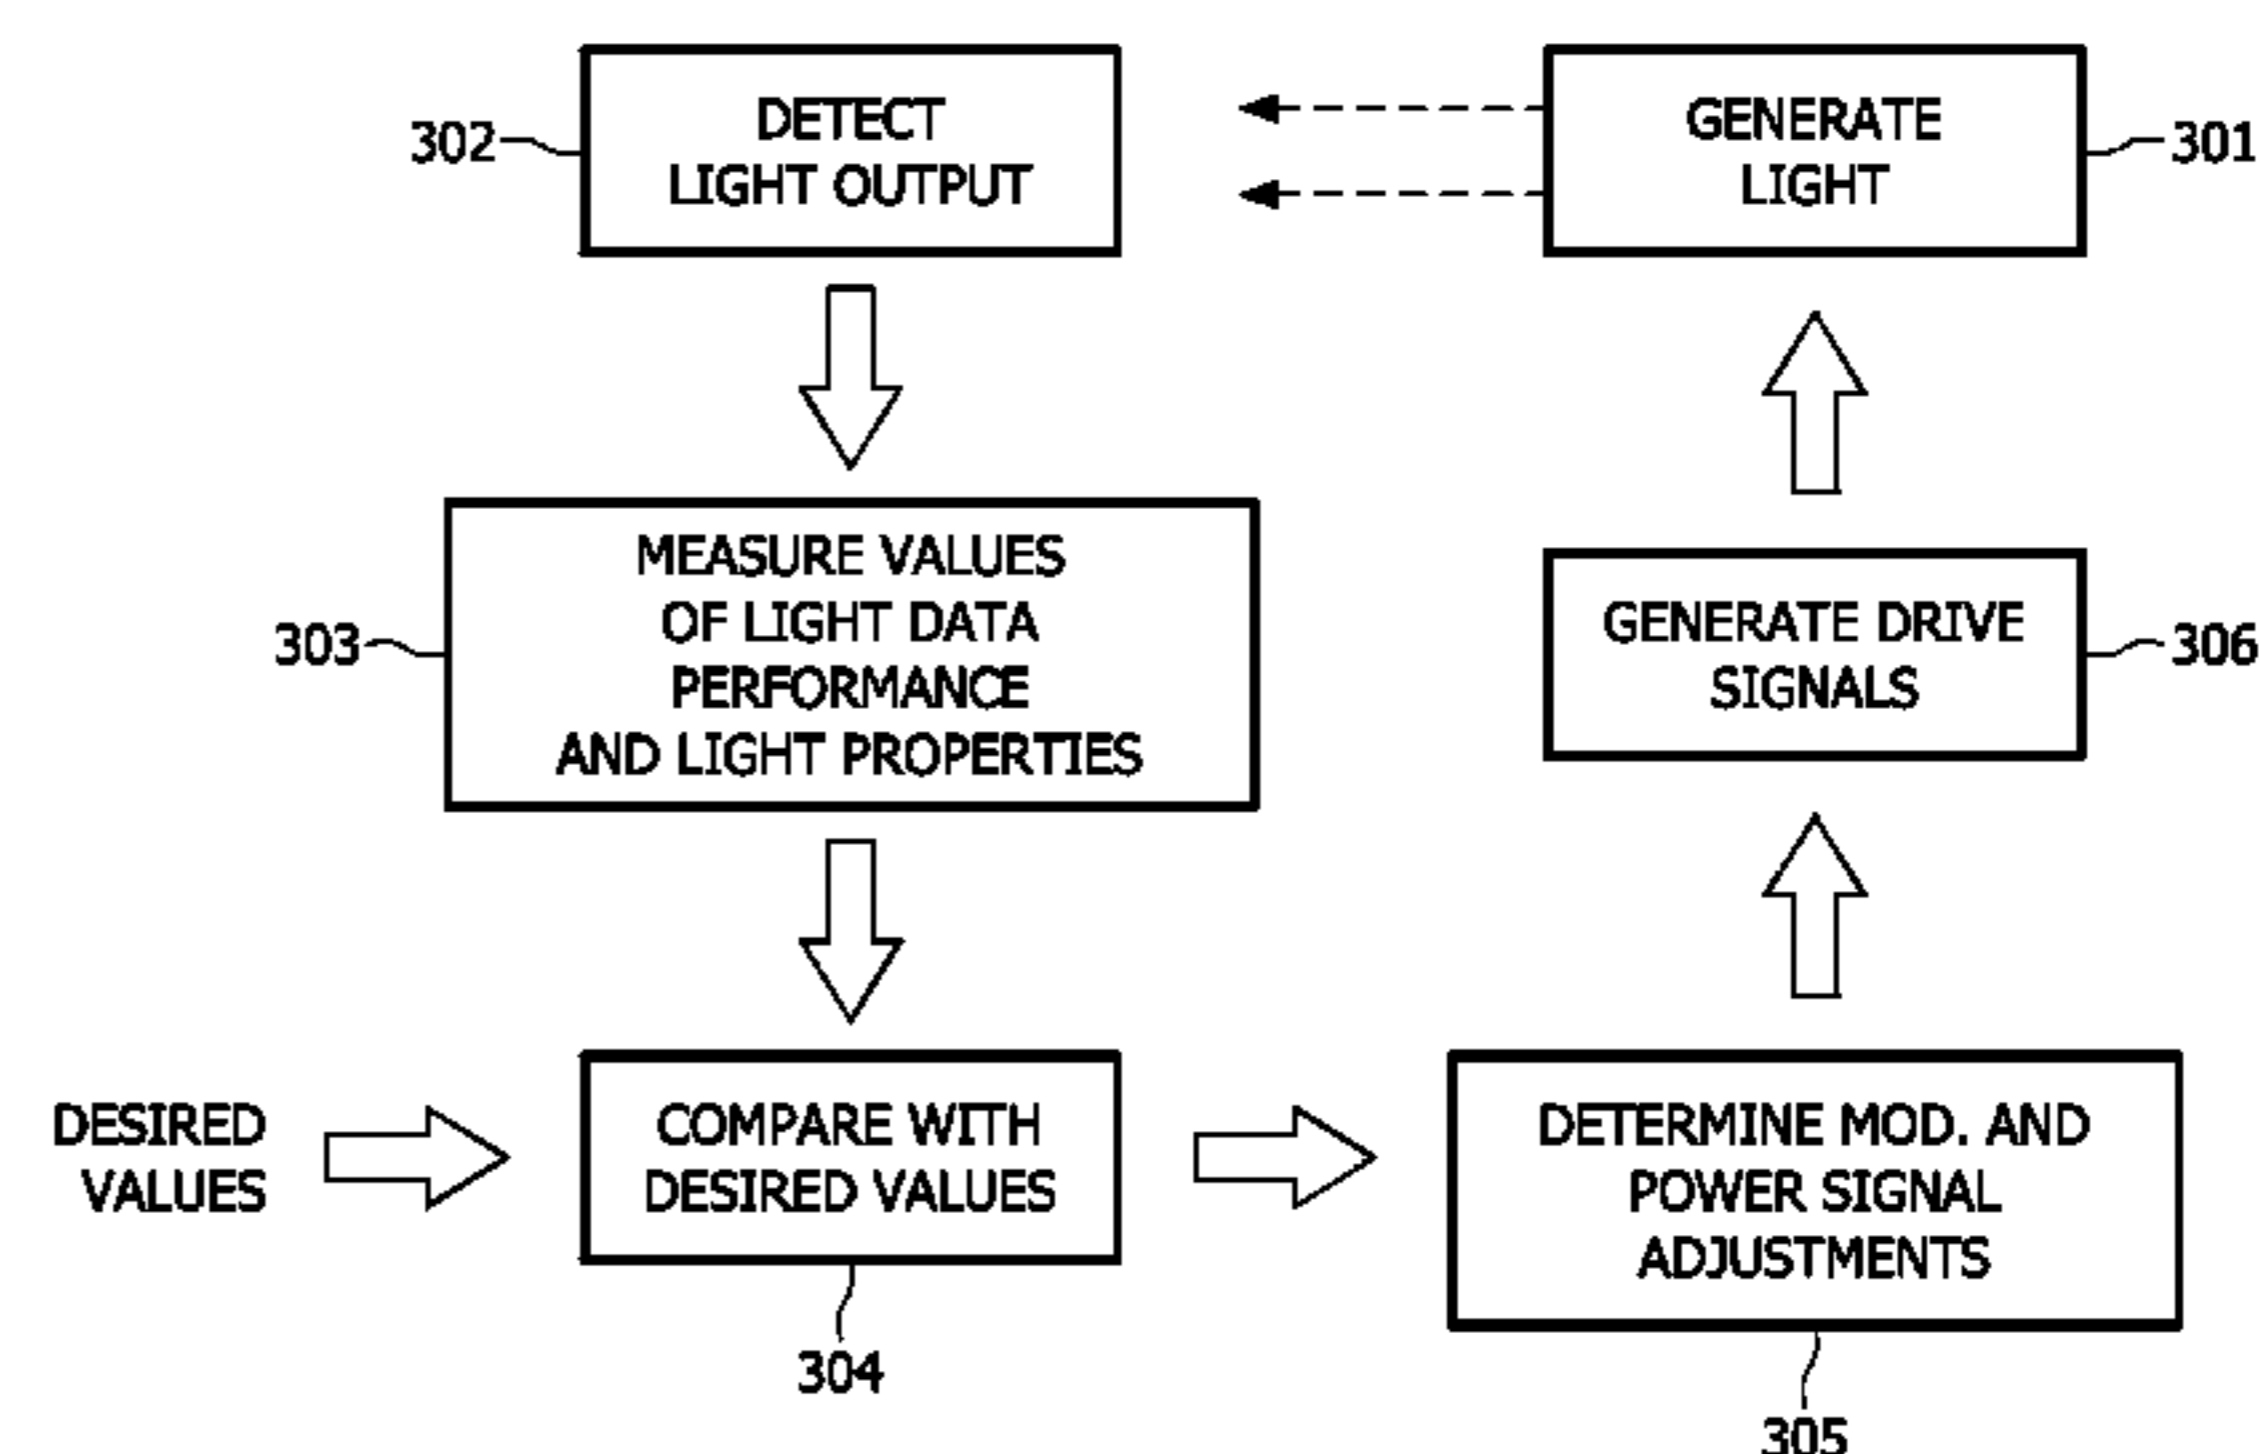 302
DETECT
LIGHT OUTPUT
GENERATE
LIGHT
301
303
MEASURE VALUES
OF LIGHT DATA
PERFORMANCE
AND LIGHT PROPERTIES
GENERATE DRIVE
SIGNALS
306
DESIRED
VALUES
COMPARE WITH
DESIRED VALUES
304
DETERMINE MOD. AND
POWER SIGNAL
ADJUSTMENTS
305